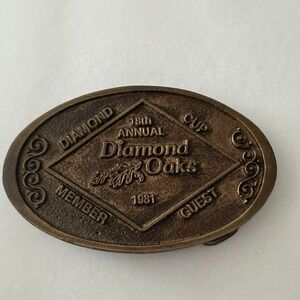 DIAMOND CUP
18th
ANNUAL
Diamond
Oaks
1981
MEMBER GUEST